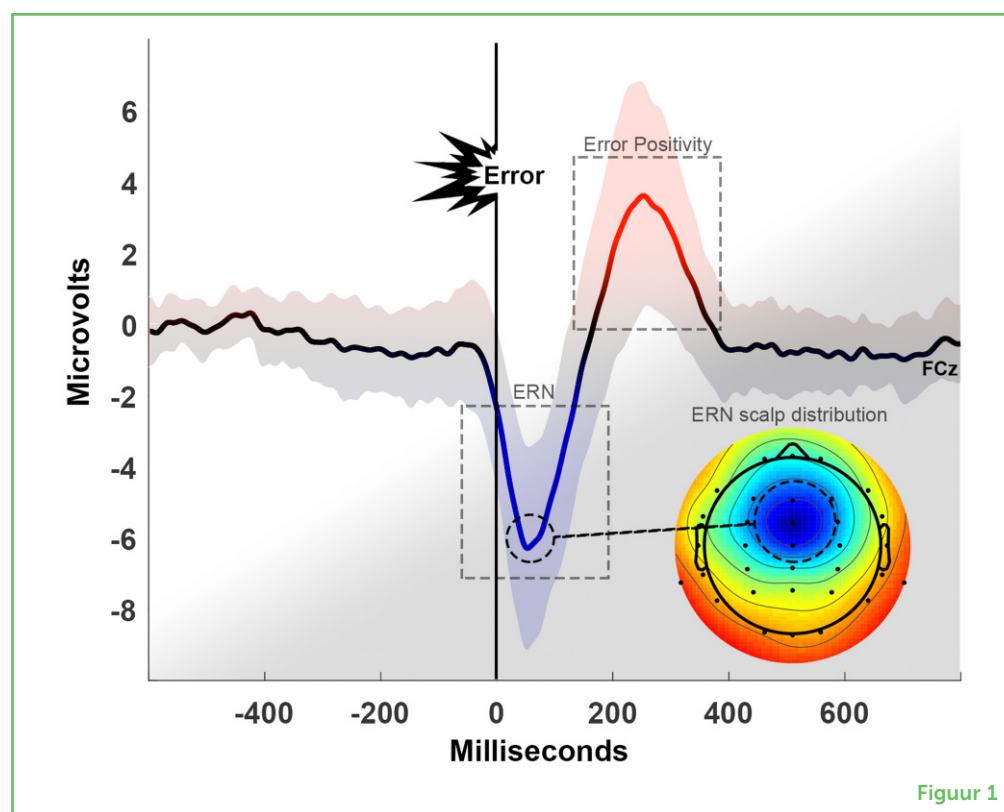 6
4
2
0
-2
-4
-6
-8
Microvolts
Error
Error Positivity
ERN
FCz
ERN scalp distribution
-400 -200 0 200 400 600
Milliseconds
Figuur 1